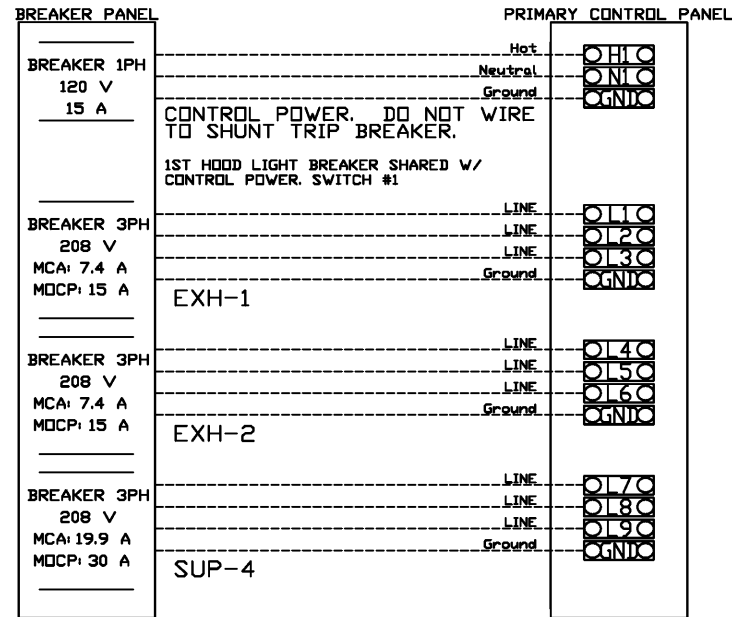 BREAKER PANEL
PRIMARY CONTROL PANEL
BREAKER 1PH
120 V
15 A
Hot
H1
Neutral
N1
Ground
GND
CONTROL POWER. DO NOT WIRE
TO SHUNT TRIP BREAKER.
1ST HOOD LIGHT BREAKER SHARED W/
CONTROL POWER. SWITCH #1
BREAKER 3PH
208 V
MCA: 7.4 A
MOCP: 15 A
LINE
L1
LINE
L2
LINE
L3
Ground
GND
EXH-1
BREAKER 3PH
208 V
MCA: 7.4 A
MOCP: 15 A
LINE
L4
LINE
L5
LINE
L6
Ground
GND
EXH-2
BREAKER 3PH
208 V
MCA: 19.9 A
MOCP: 30 A
LINE
L7
LINE
L8
LINE
L9
Ground
GND
SUP-4